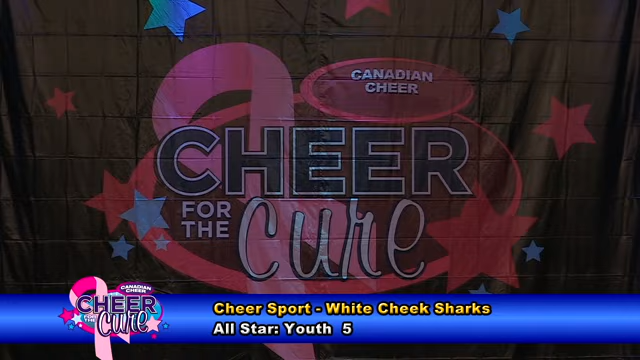 CANADIAN
CHEER
CHEER
FOR
THE
Cure
CANADIAN
CHEER
CHEER
FOR THE
Cure
Cheer Sport - White Cheek Sharks
All Star: Youth 5